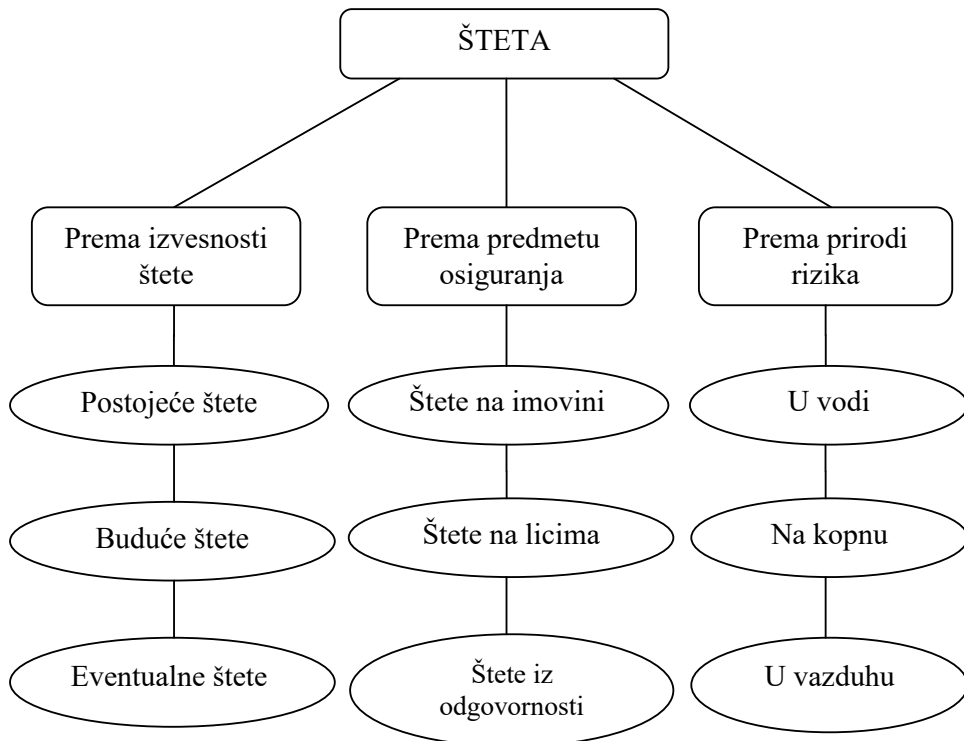 ŠTETA
Prema izvesnosti
štete
Prema predmetu
osiguranja
Prema prirodi
rizika
Postojeće štete
Štete na imovini
U vodi
Buduće štete
Štete na licima
Na kopnu
Eventualne štete
Štete iz
odgovornosti
U vazduhu